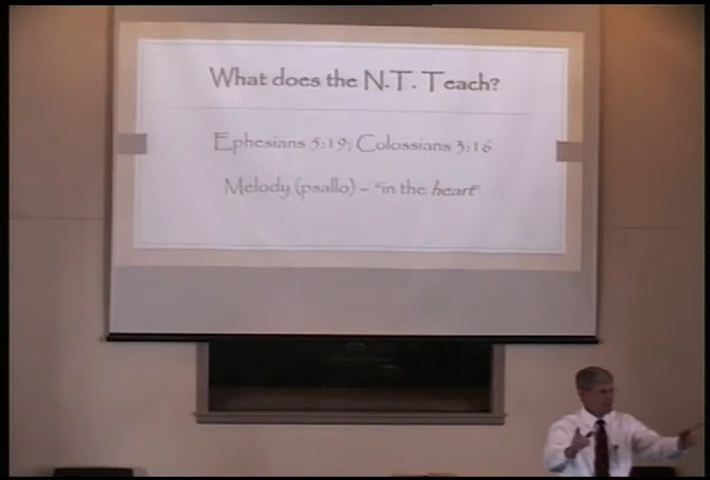 What does the N.T. Teach?
Ephesians 5:19; Colossians 3:16
Melody (psallo) – "in the heart"